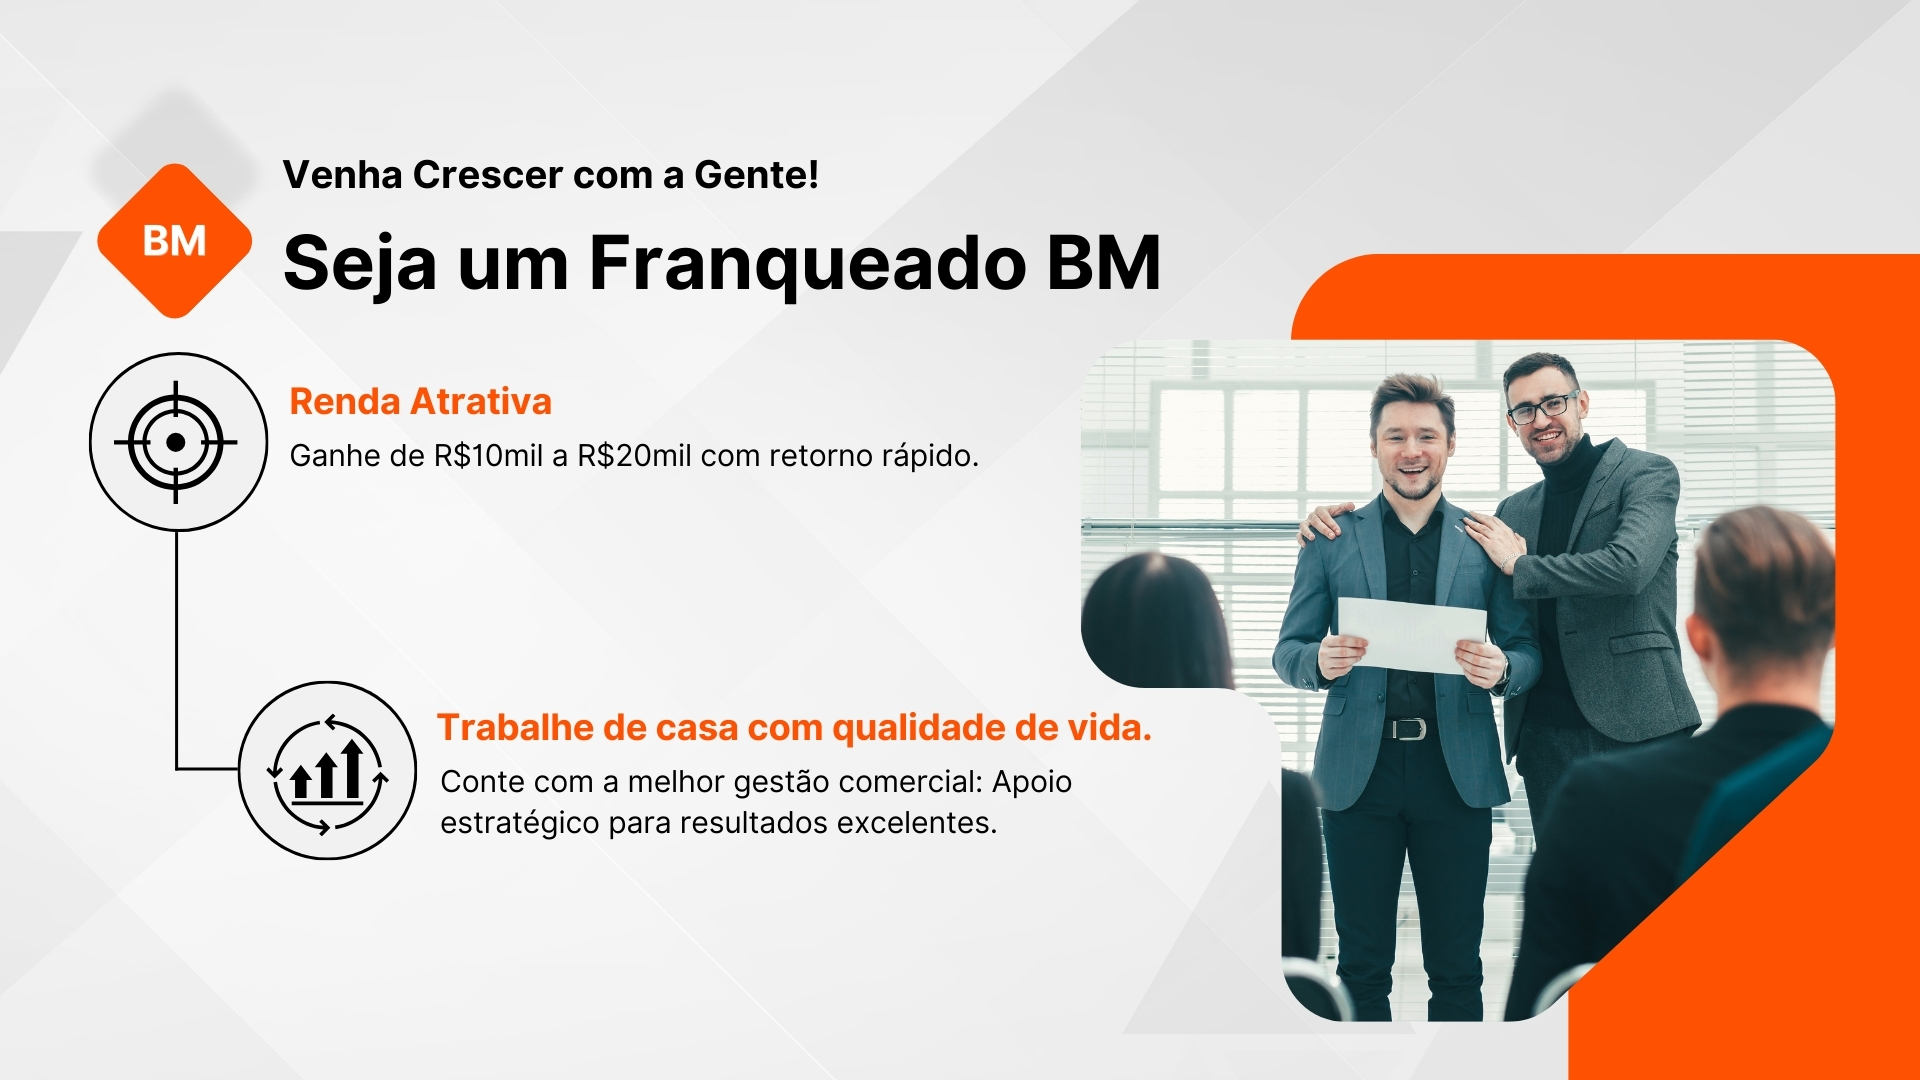 Venha Crescer com a Gente!
BM
Seja um Franqueado BM
Renda Atrativa
Ganhe de R$10mil a R$20mil com retorno rápido.
Trabalhe de casa com qualidade de vida.
Conte com a melhor gestão comercial: Apoio
estratégico para resultados excelentes.